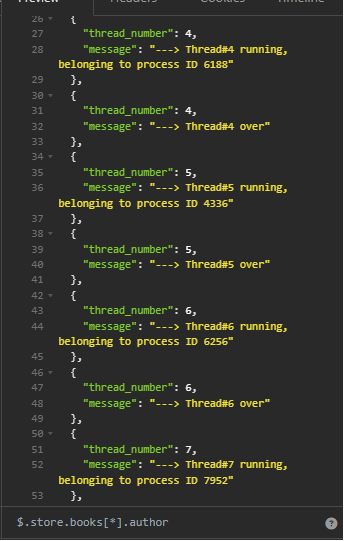 Preview Headers Cookies Timeline
26 {
27 "thread_number": 4,
28 "message": "---> Thread#4 running,
belonging to process ID 6188"
29 },
30 {
31 "thread_number": 4,
32 "message": "---> Thread#4 over"
33 },
34 {
35 "thread_number": 5,
36 "message": "---> Thread#5 running,
belonging to process ID 4336"
37 },
38 {
39 "thread_number": 5,
40 "message": "---> Thread#5 over"
41 },
42 {
43 "thread_number": 6,
44 "message": "---> Thread#6 running,
belonging to process ID 6256"
45 },
46 {
47 "thread_number": 6,
48 "message": "---> Thread#6 over"
49 },
50 {
51 "thread_number": 7,
52 "message": "---> Thread#7 running,
belonging to process ID 7952"
53 },
$.store.books[*].author ?